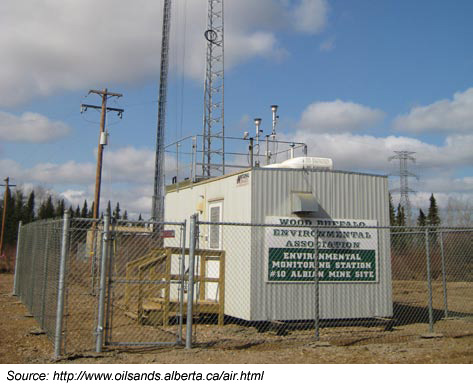 WOOD BUFFALO
ENVIRONMENTAL
ASSOCIATION
ENVIRONMENTAL
MONITORING STATION
#10 ALBIAN MINE SITE
Source: http://www.oilsands.alberta.ca/air.html